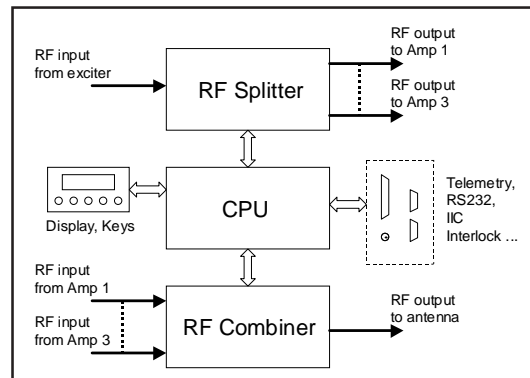 RF input
from exciter
RF Splitter
RF output
to Amp 1
RF output
to Amp 3
Display, Keys
CPU
Telemetry,
RS232,
IIC
Interlock ...
RF input
from Amp 1
RF input
from Amp 3
RF Combiner
RF output
to antenna